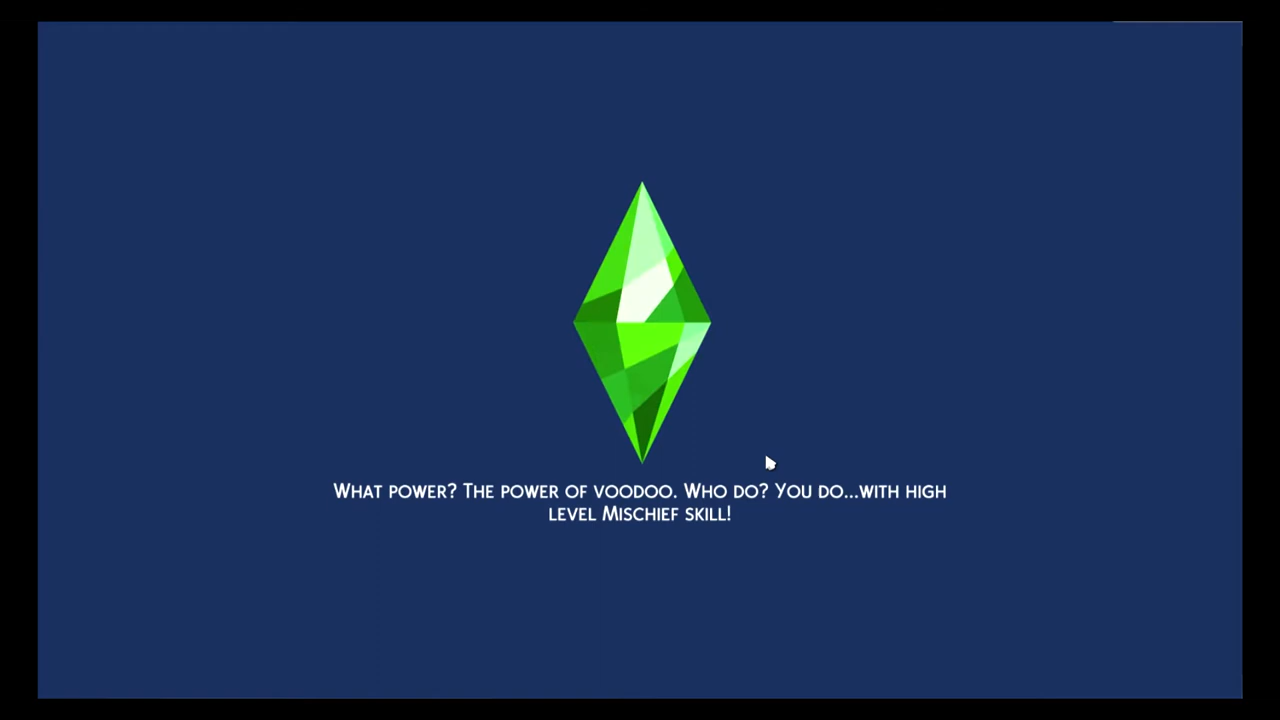 What power? The power of voodoo. Who do? You do...with high
level Mischief skill!